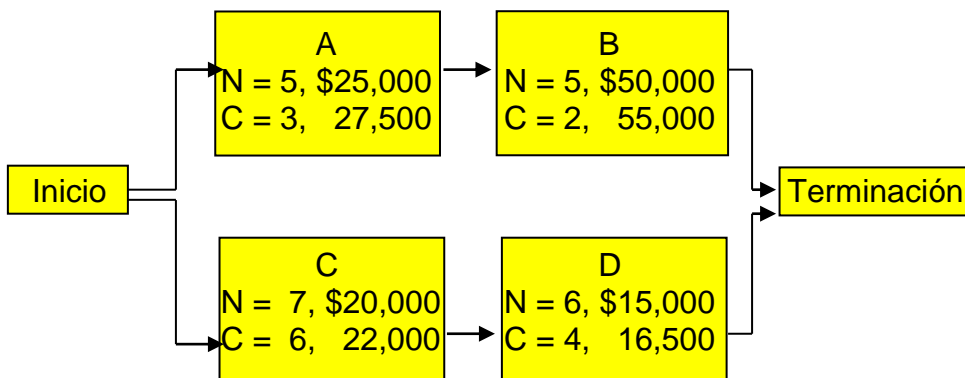 A
N = 5, $25,000
C = 3, 27,500
B
N = 5, $50,000
C = 2, 55,000
Inicio
Terminación
C
N = 7, $20,000
C = 6, 22,000
D
N = 6, $15,000
C = 4, 16,500